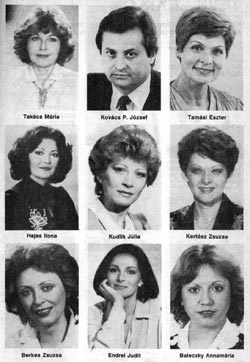 Takács Mária Kovács P. József Tamási Eszter
Hajas Ilona Kudlik Júlia Kertész Zsuzsa
Berkes Zsuzsa Endrei Judit Baleczky Annamária